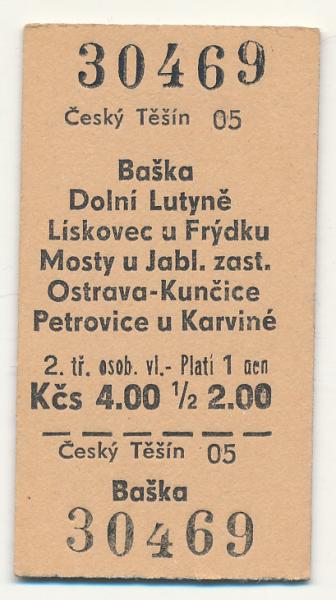 30469
Český Těšín 05
Baška
Dolní Lutyně
Lískovec u Frýdku
Mosty u Jabl. zast.
Ostrava-Kunčice
Petrovice u Karviné
2. tř. osob. vl.- Platí 1 den
Kčs 4.00 ½ 2.00
Český Těšín 05
Baška
30469